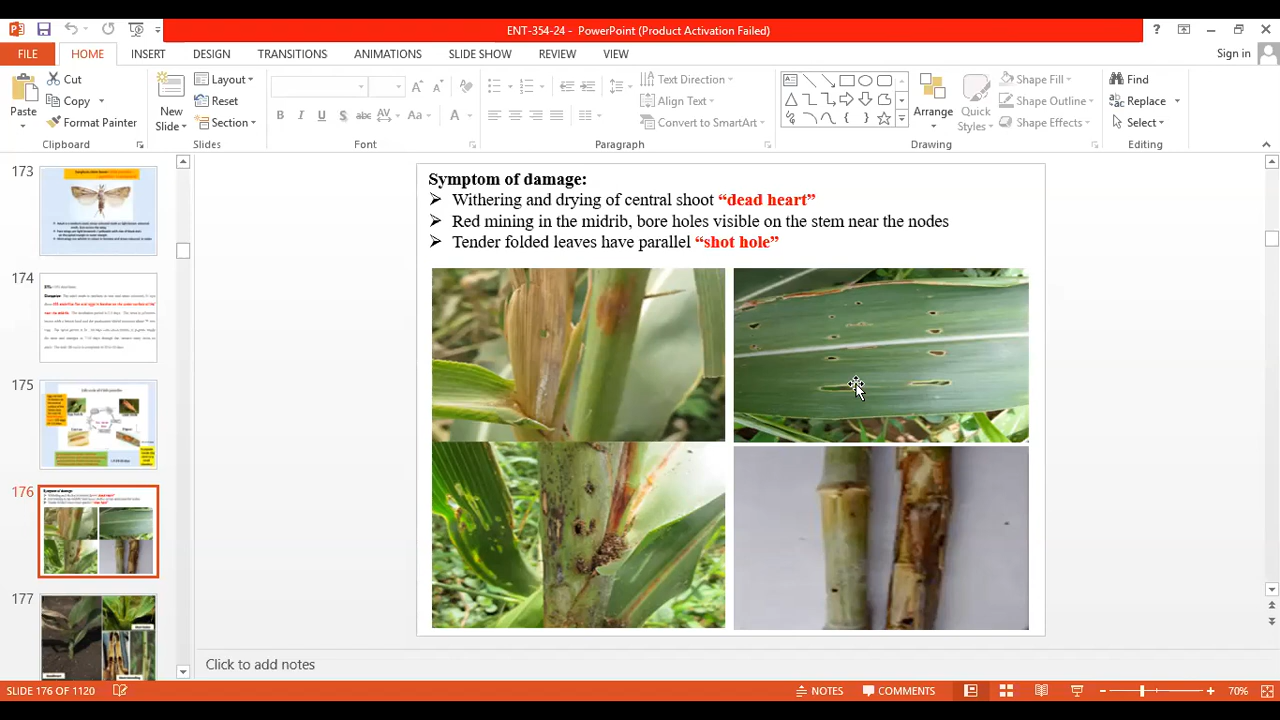 ENT-354-24 - PowerPoint (Product Activation Failed)
FILE HOME INSERT DESIGN TRANSITIONS ANIMATIONS SLIDE SHOW REVIEW VIEW Sign in
Paste
Cut
Copy
Format Painter
Clipboard
New Slide
Layout
Reset
Section
Slides
Font
Text Direction
Align Text
Convert to SmartArt
Paragraph
Arrange
Quick Styles
Shape Fill
Shape Outline
Shape Effects
Drawing
Find
Replace
Select
Editing
173
174
175
176
177
Symptom of damage:
Withering and drying of central shoot “dead heart”
Red mining in the midrib, bore holes visible on the stem near the nodes
Tender folded leaves have parallel “shot hole”
Click to add notes
SLIDE 176 OF 1120 NOTES COMMENTS 70%